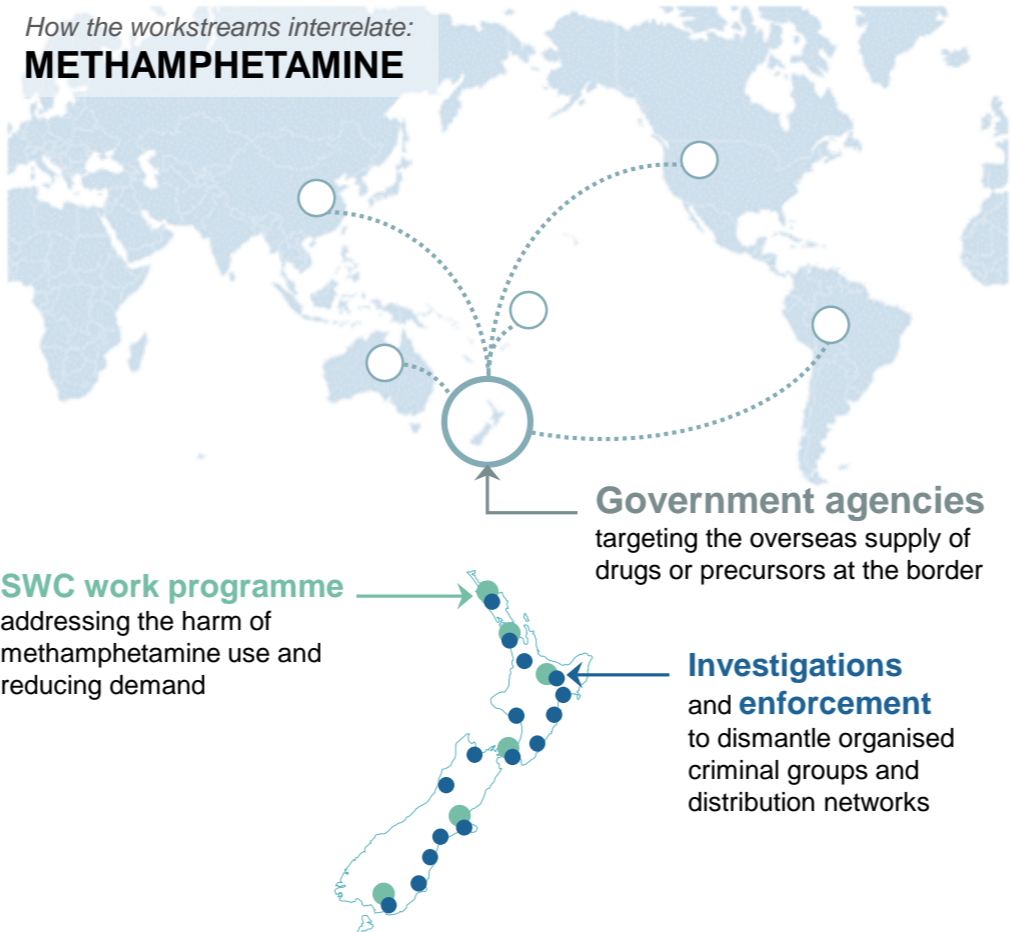 How the workstreams interrelate:
METHAMPHETAMINE
Government agencies
targeting the overseas supply of
drugs or precursors at the border
SWC work programme
addressing the harm of
methamphetamine use and
reducing demand
Investigations
and enforcement
to dismantle organised
criminal groups and
distribution networks